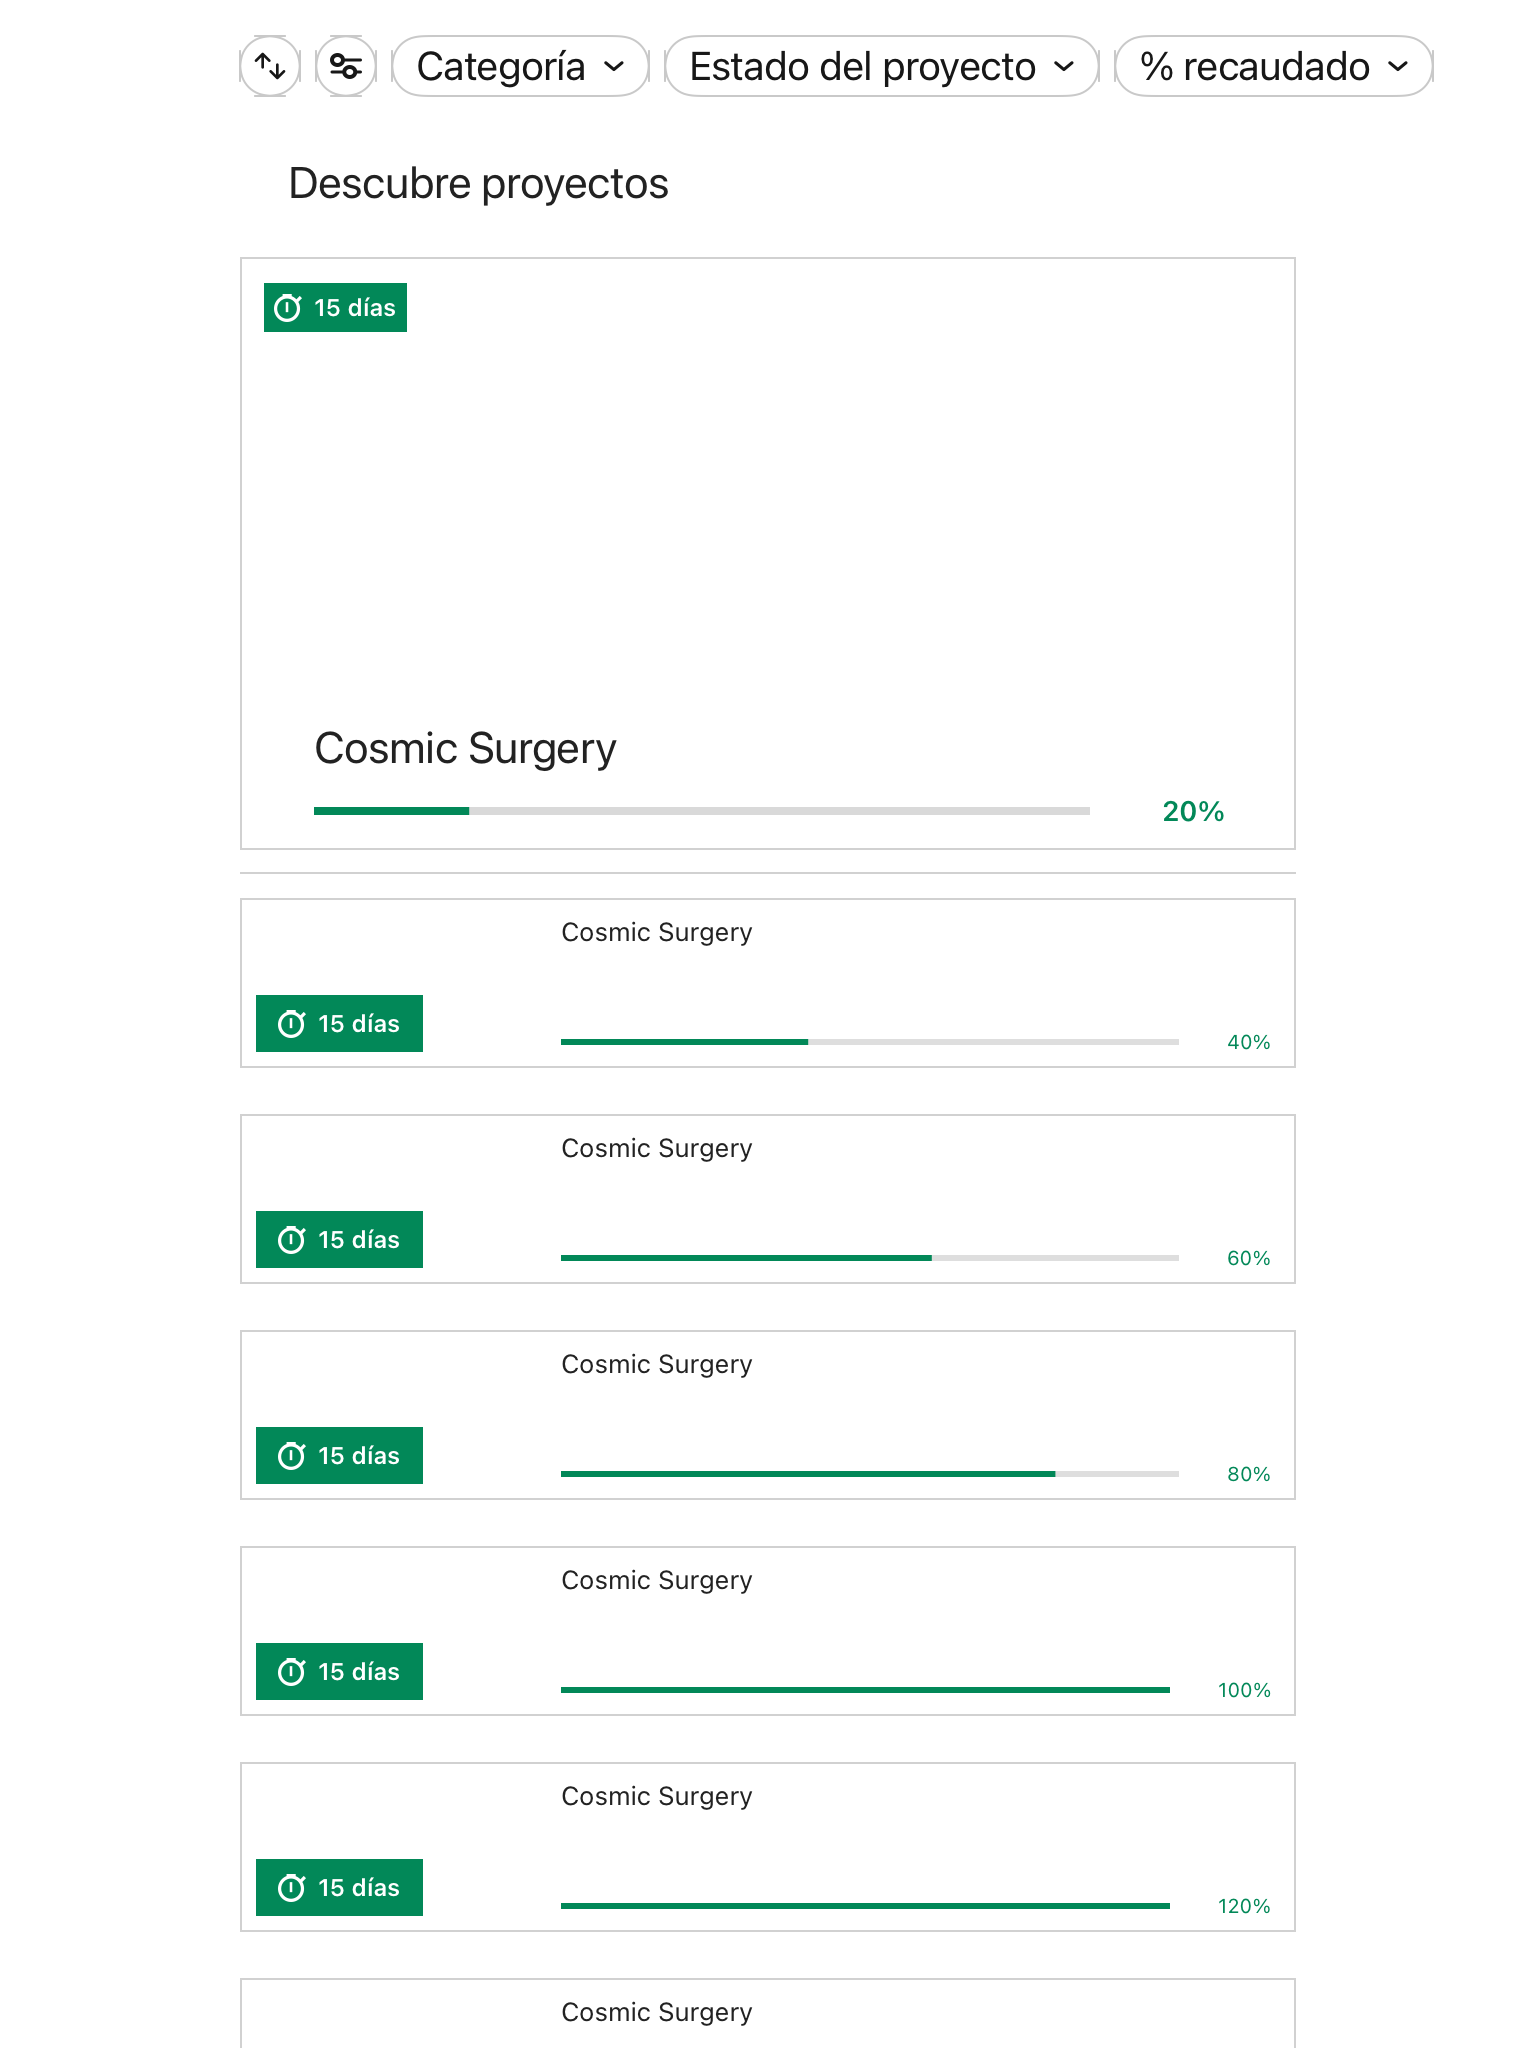 Categoría
Estado del proyecto
% recaudado
Descubre proyectos
15 días
Cosmic Surgery
20%
Cosmic Surgery
15 días
40%
Cosmic Surgery
15 días
60%
Cosmic Surgery
15 días
80%
Cosmic Surgery
15 días
100%
Cosmic Surgery
15 días
120%
Cosmic Surgery